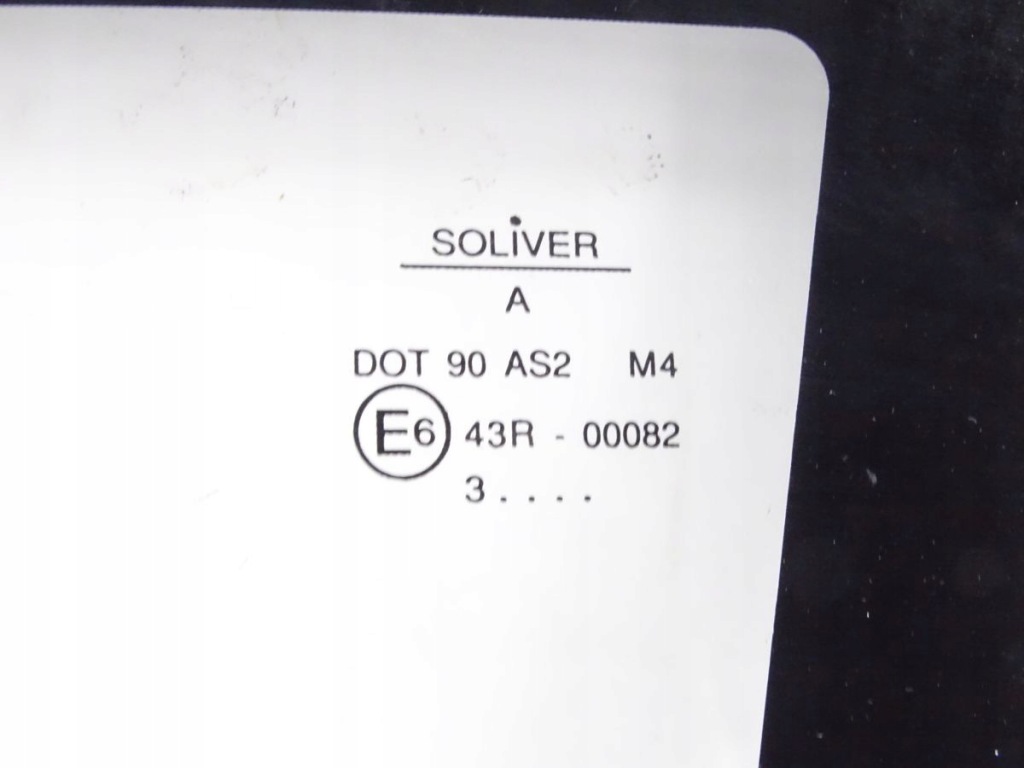 SOLiVER
A
DOT 90 AS2 M4
E6 43R - 00082
3 . . . .